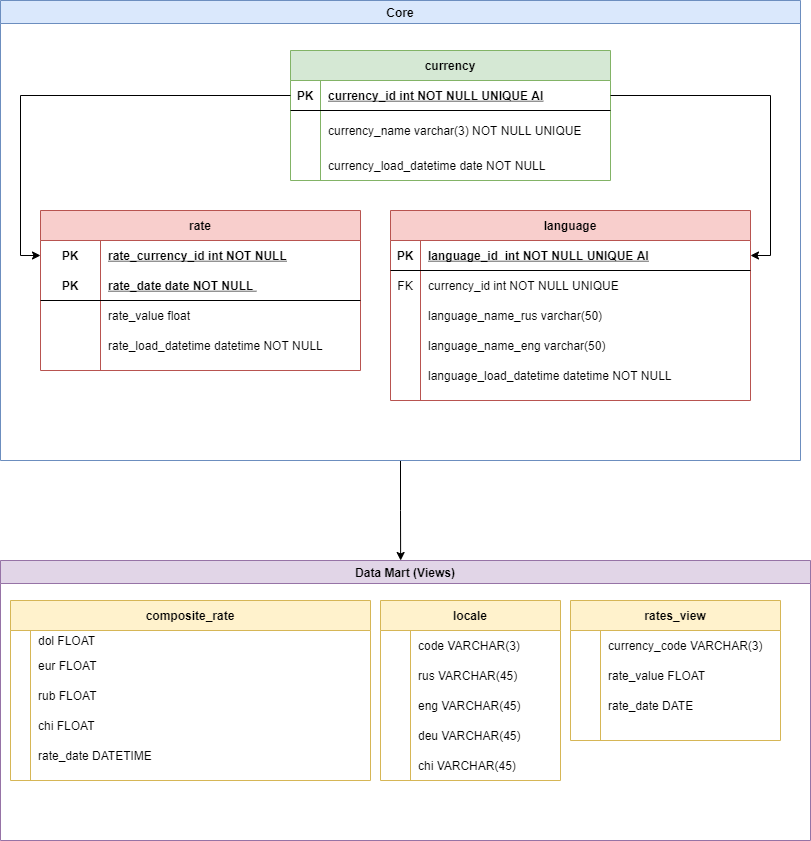 Core
currency
PK currency_id int NOT NULL UNIQUE AI
currency_name varchar(3) NOT NULL UNIQUE
currency_load_datetime date NOT NULL
rate
PK rate_currency_id int NOT NULL
PK rate_date date NOT NULL
rate_value float
rate_load_datetime datetime NOT NULL
language
PK language_id int NOT NULL UNIQUE AI
FK currency_id int NOT NULL UNIQUE
language_name_rus varchar(50)
language_name_eng varchar(50)
language_load_datetime datetime NOT NULL
Data Mart (Views)
composite_rate
dol FLOAT
eur FLOAT
rub FLOAT
chi FLOAT
rate_date DATETIME
locale
code VARCHAR(3)
rus VARCHAR(45)
eng VARCHAR(45)
deu VARCHAR(45)
chi VARCHAR(45)
rates_view
currency_code VARCHAR(3)
rate_value FLOAT
rate_date DATE